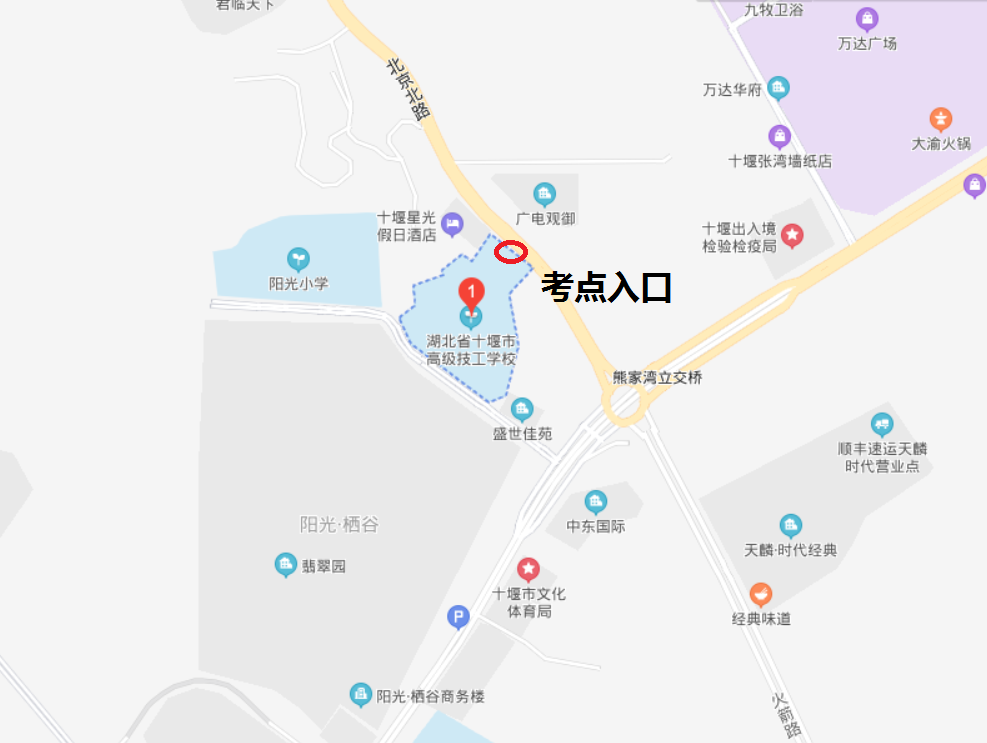 君临天下
九牧卫浴
万达广场
北京北路
万达华府
大渝火锅
十堰张湾墙纸店
广电观御
十堰星光
假日酒店
十堰出入境
检验检疫局
阳光小学
考点入口
1
湖北省十堰市
高级技工学校
熊家湾立交桥
盛世佳苑
顺丰速运天麟
时代营业点
阳光·栖谷
中东国际
天麟·时代经典
翡翠园
十堰市文化
体育局
P
经典味道
阳光·栖谷商务楼
火箭路